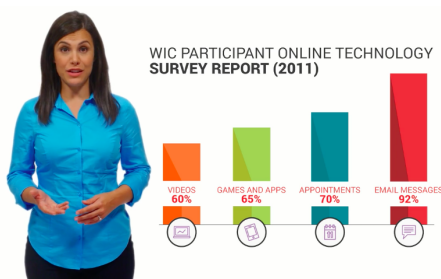 WIC PARTICIPANT ONLINE TECHNOLOGY
SURVEY REPORT (2011)
VIDEOS GAMES AND APPS APPOINTMENTS EMAIL MESSAGES
60% 65% 70% 92%